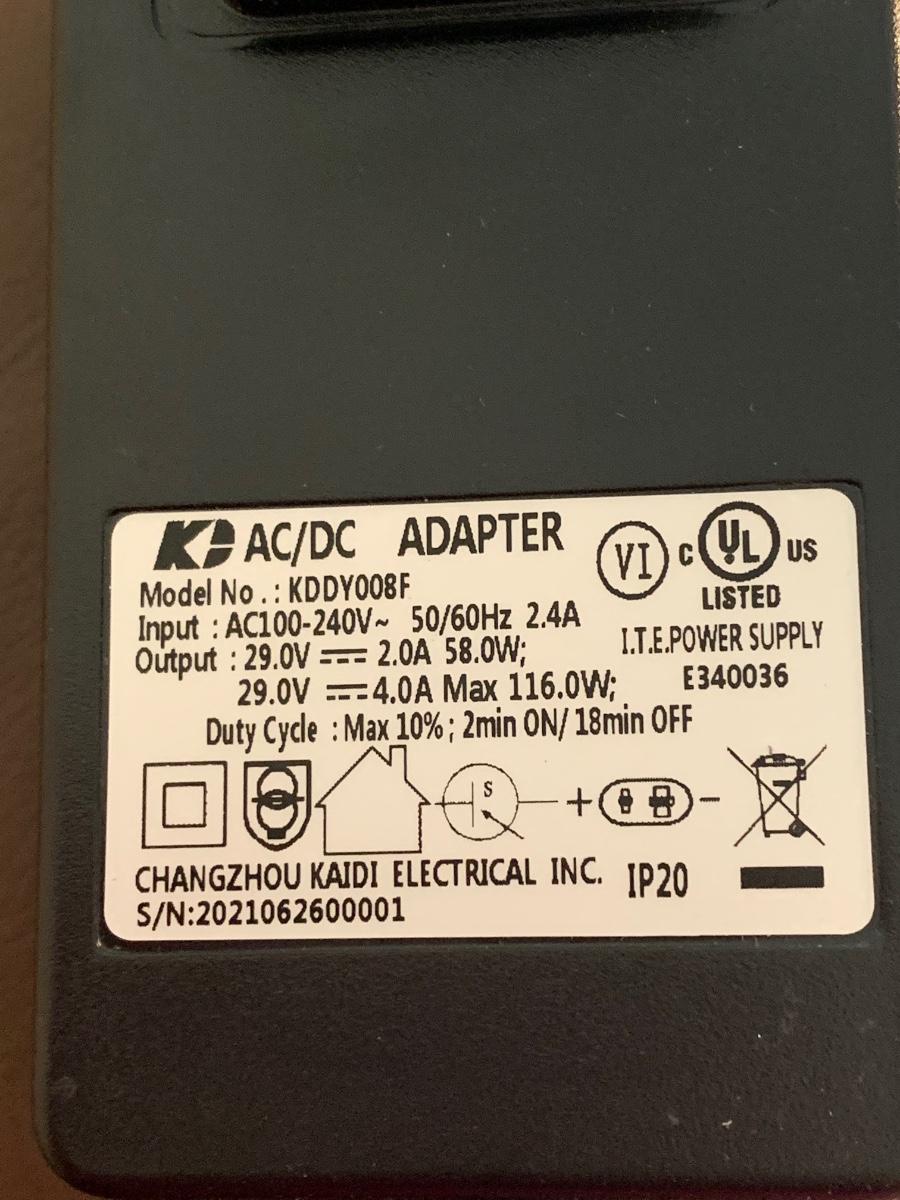 KD AC/DC ADAPTER
VI
C UL US
LISTED
Model No.: KDDY008F
Input : AC100-240V~ 50/60Hz 2.4A
I.T.E.POWER SUPPLY
Output : 29.0V ⎓ 2.0A 58.0W;
E340036
29.0V ⎓ 4.0A Max 116.0W;
Duty Cycle : Max 10%; 2min ON/ 18min OFF
S
+ −
CHANGZHOU KAIDI ELECTRICAL INC. IP20
S/N:2021062600001